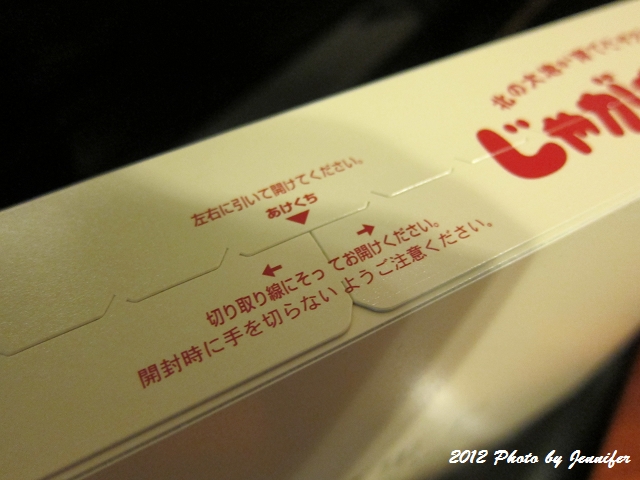 北の大地が育てた
じゃが
左右に引いて開けてください。
あけくち
切り取り線にそってお開けください。
開封時に手を切らないようご注意ください。
2012 Photo by Jennifer